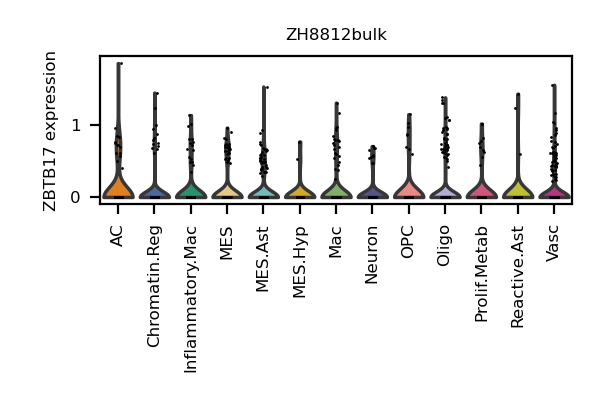 ZH8812bulk
ZBTB17 expression
1
0
AC
Chromatin.Reg
Inflammatory.Mac
MES
MES.Ast
MES.Hyp
Mac
Neuron
OPC
Oligo
Prolif.Metab
Reactive.Ast
Vasc